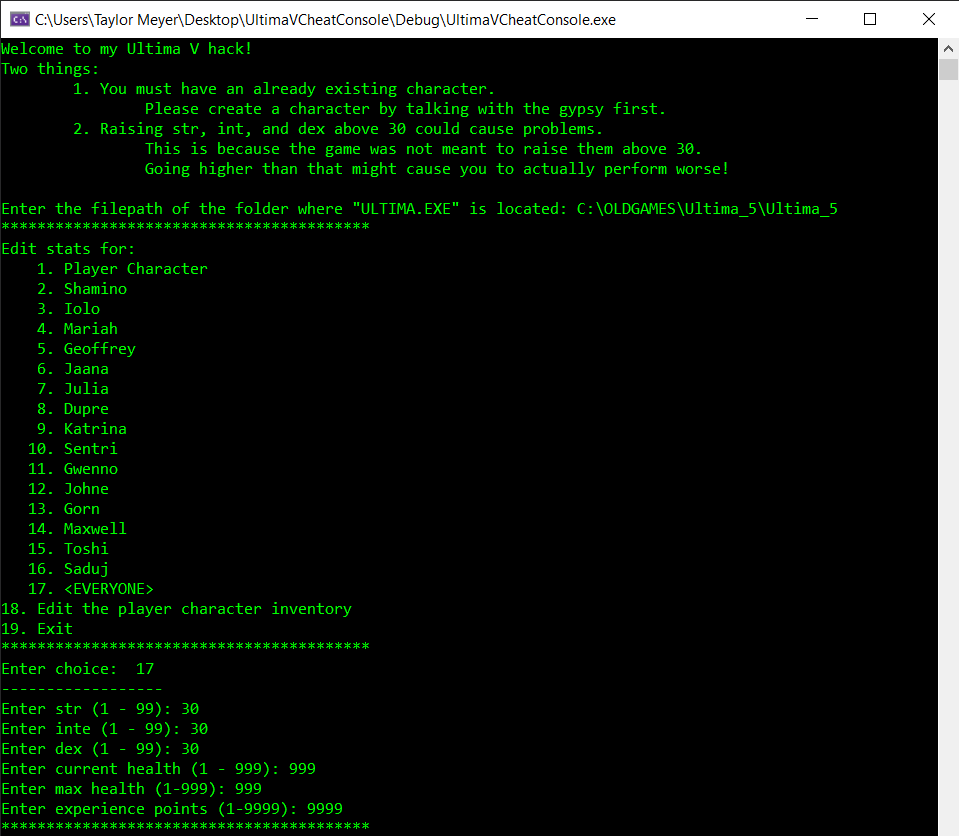 C:\Users\Taylor Meyer\Desktop\UltimaVCheatConsole\Debug\UltimaVCheatConsole.exe
Welcome to my Ultima V hack!
Two things:
1. You must have an already existing character.
Please create a character by talking with the gypsy first.
2. Raising str, int, and dex above 30 could cause problems.
This is because the game was not meant to raise them above 30.
Going higher than that might cause you to actually perform worse!
Enter the filepath of the folder where "ULTIMA.EXE" is located: C:\OLDGAMES\Ultima_5\Ultima_5
*****************************************
Edit stats for:
1. Player Character
2. Shamino
3. Iolo
4. Mariah
5. Geoffrey
6. Jaana
7. Julia
8. Dupre
9. Katrina
10. Sentri
11. Gwenno
12. Johne
13. Gorn
14. Maxwell
15. Toshi
16. Saduj
17. <EVERYONE>
18. Edit the player character inventory
19. Exit
*****************************************
Enter choice:  17
------------------
Enter str (1 - 99): 30
Enter inte (1 - 99): 30
Enter dex (1 - 99): 30
Enter current health (1 - 999): 999
Enter max health (1-999): 999
Enter experience points (1-9999): 9999
*****************************************